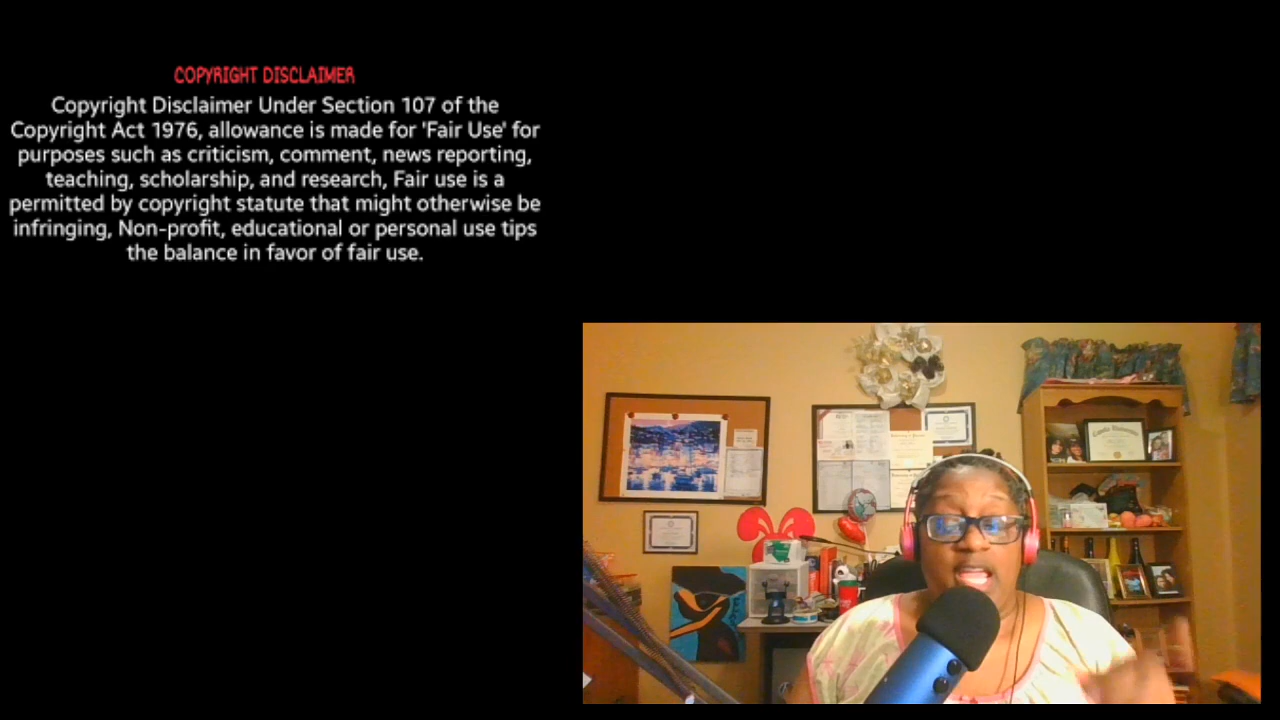 COPYRIGHT DISCLAIMER
Copyright Disclaimer Under Section 107 of the
Copyright Act 1976, allowance is made for 'Fair Use' for
purposes such as criticism, comment, news reporting,
teaching, scholarship, and research, Fair use is a
permitted by copyright statute that might otherwise be
infringing, Non-profit, educational or personal use tips
the balance in favor of fair use.